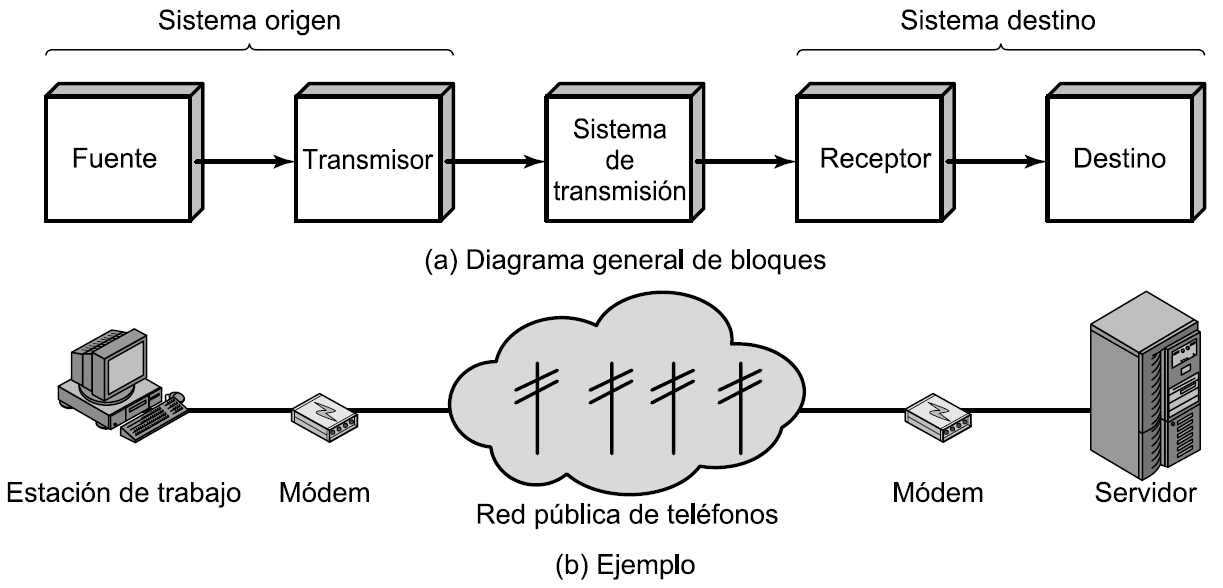 Sistema origen
Sistema destino
Fuente
Transmisor
Sistema
de
transmisión
Receptor
Destino
(a) Diagrama general de bloques
Estación de trabajo
Módem
Red pública de teléfonos
Módem
Servidor
(b) Ejemplo